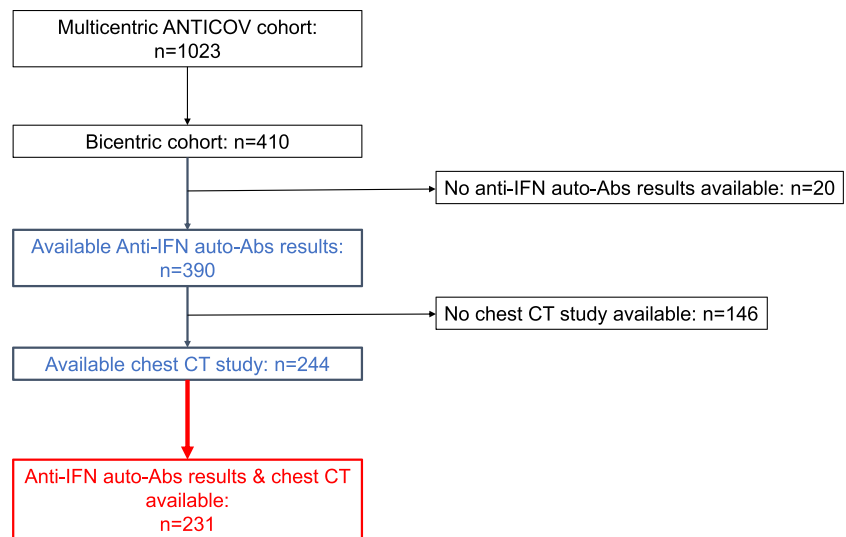 Multicentric ANTICOV cohort:
n=1023
Bicentric cohort: n=410
No anti-IFN auto-Abs results available: n=20
Available Anti-IFN auto-Abs results:
n=390
No chest CT study available: n=146
Available chest CT study: n=244
Anti-IFN auto-Abs results & chest CT
available:
n=231